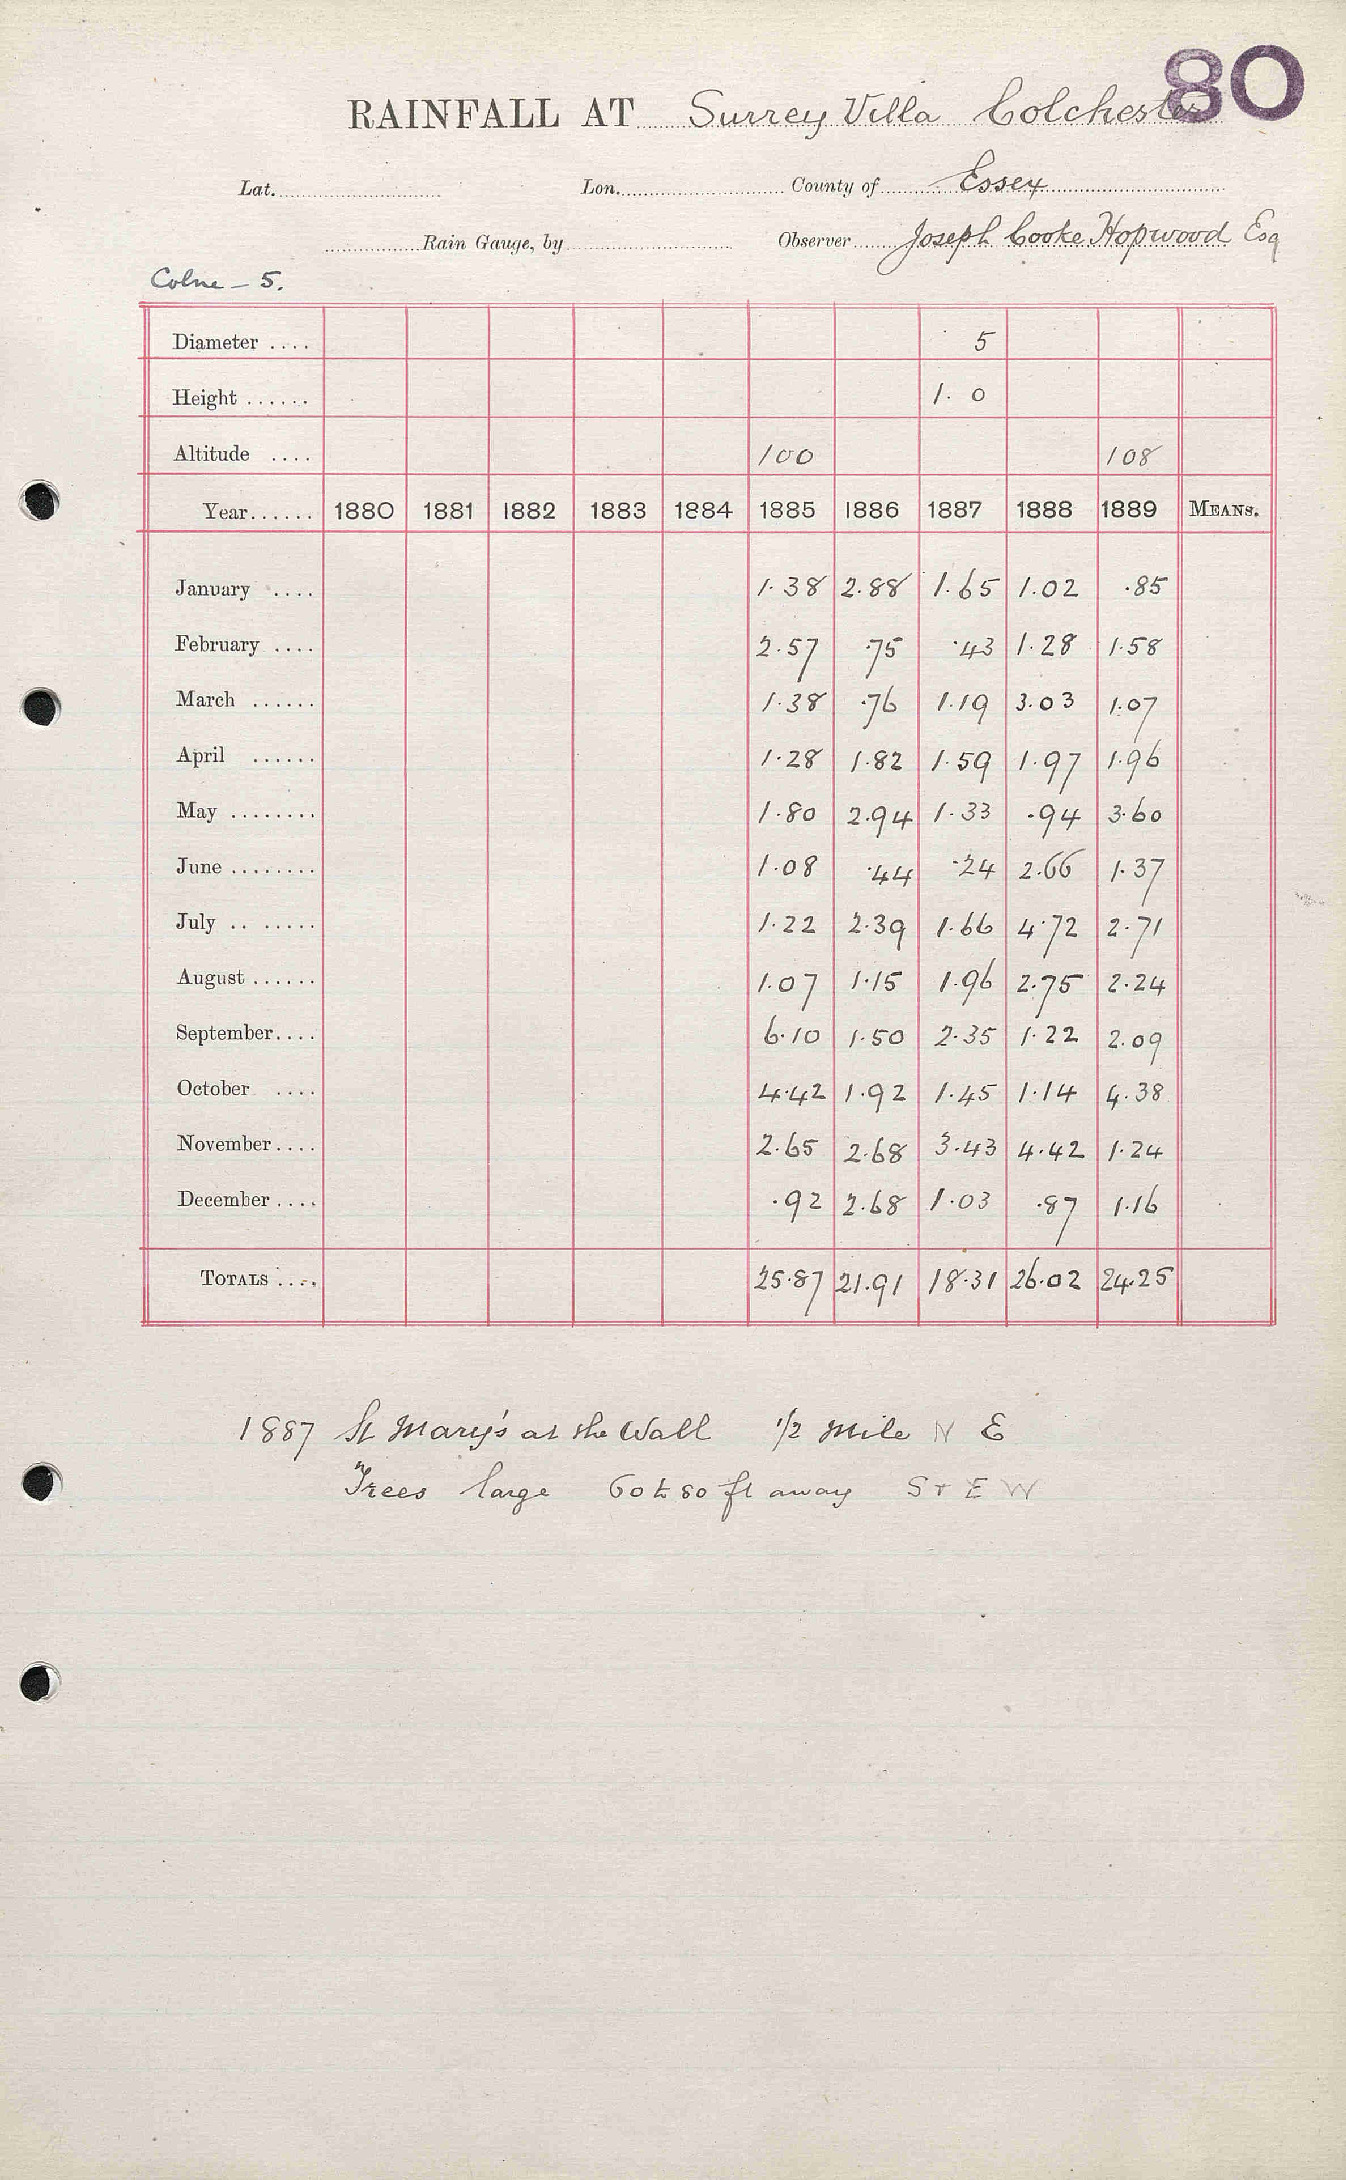 80
RAINFALL AT Surrey Villa Colchester
Lat. Lon. County of Essex
Rain Gauge, by Observer Joseph Cooke Hopwood Esq
Colne - 5.
Diameter .... 5
Height ...... 1. 0
Altitude .... 100 108
Year...... 1880 1881 1882 1883 1884 1885 1886 1887 1888 1889 MEANS.
January .... 1.38 2.88 1.65 1.02 .85
February .... 2.57 .75 .43 1.28 1.58
March ...... 1.38 .76 1.19 3.03 1.07
April ...... 1.28 1.82 1.59 1.97 1.96
May ........ 1.80 2.94 1.33 .94 3.60
June ........ 1.08 .44 .24 2.66 1.37
July .. ..... 1.22 2.39 1.66 4.72 2.71
August ...... 1.07 1.15 1.96 2.75 2.24
September.... 6.10 1.50 2.35 1.22 2.09
October .... 4.42 1.92 1.45 1.14 4.38
November.... 2.65 2.68 3.43 4.42 1.24
December .... .92 2.68 1.03 .87 1.16
TOTALS .... 25.87 21.91 18.31 26.02 24.25
1887 St Mary's at the Wall 1/2 Mile N E
Trees large 60 to 80 ft away S + E W